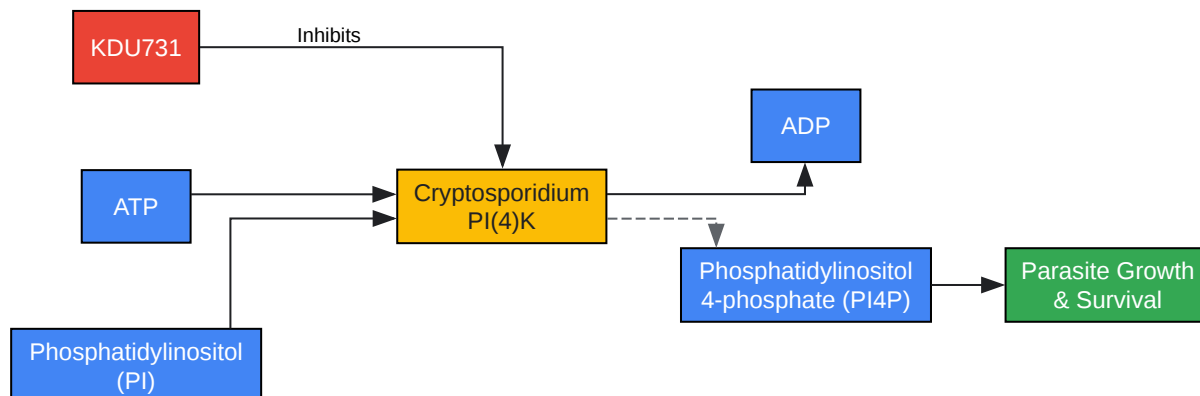 KDU731
Inhibits
ADP
ATP
Cryptosporidium
PI(4)K
Phosphatidylinositol
4-phosphate (PI4P)
Parasite Growth
& Survival
Phosphatidylinositol
(PI)